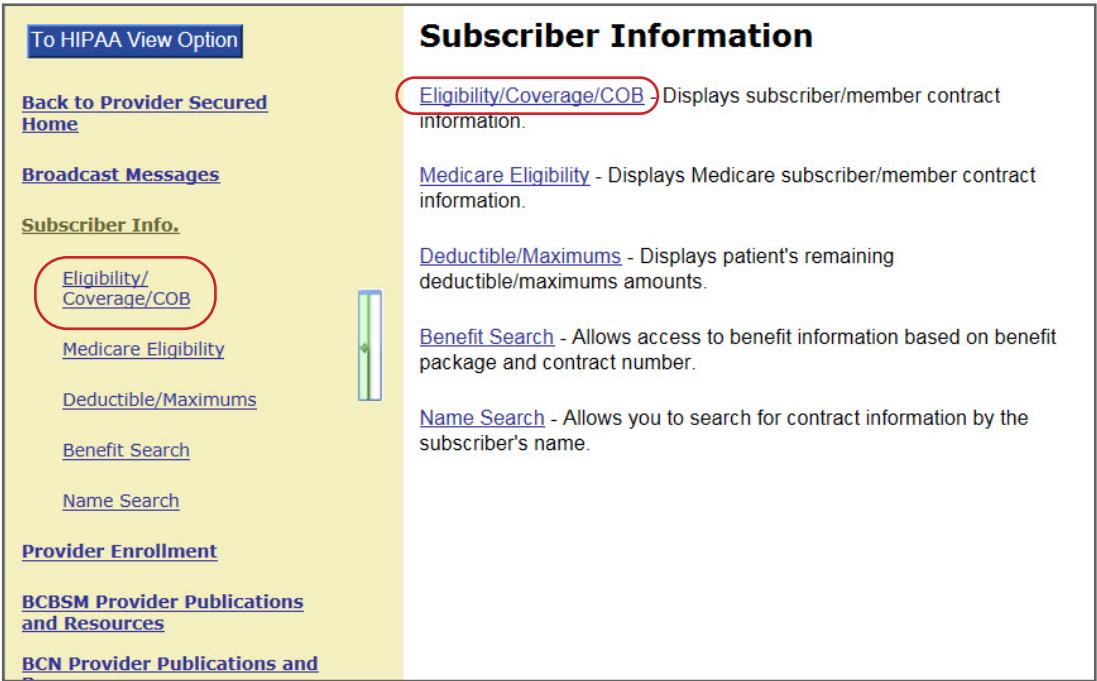 To HIPAA View Option
Back to Provider Secured
Home
Broadcast Messages
Subscriber Info.
Eligibility/
Coverage/COB
Medicare Eligibility
Deductible/Maximums
Benefit Search
Name Search
Provider Enrollment
BCBSM Provider Publications
and Resources
BCN Provider Publications and
Subscriber Information
Eligibility/Coverage/COB - Displays subscriber/member contract
information.
Medicare Eligibility - Displays Medicare subscriber/member contract
information.
Deductible/Maximums - Displays patient's remaining
deductible/maximums amounts.
Benefit Search - Allows access to benefit information based on benefit
package and contract number.
Name Search - Allows you to search for contract information by the
subscriber's name.